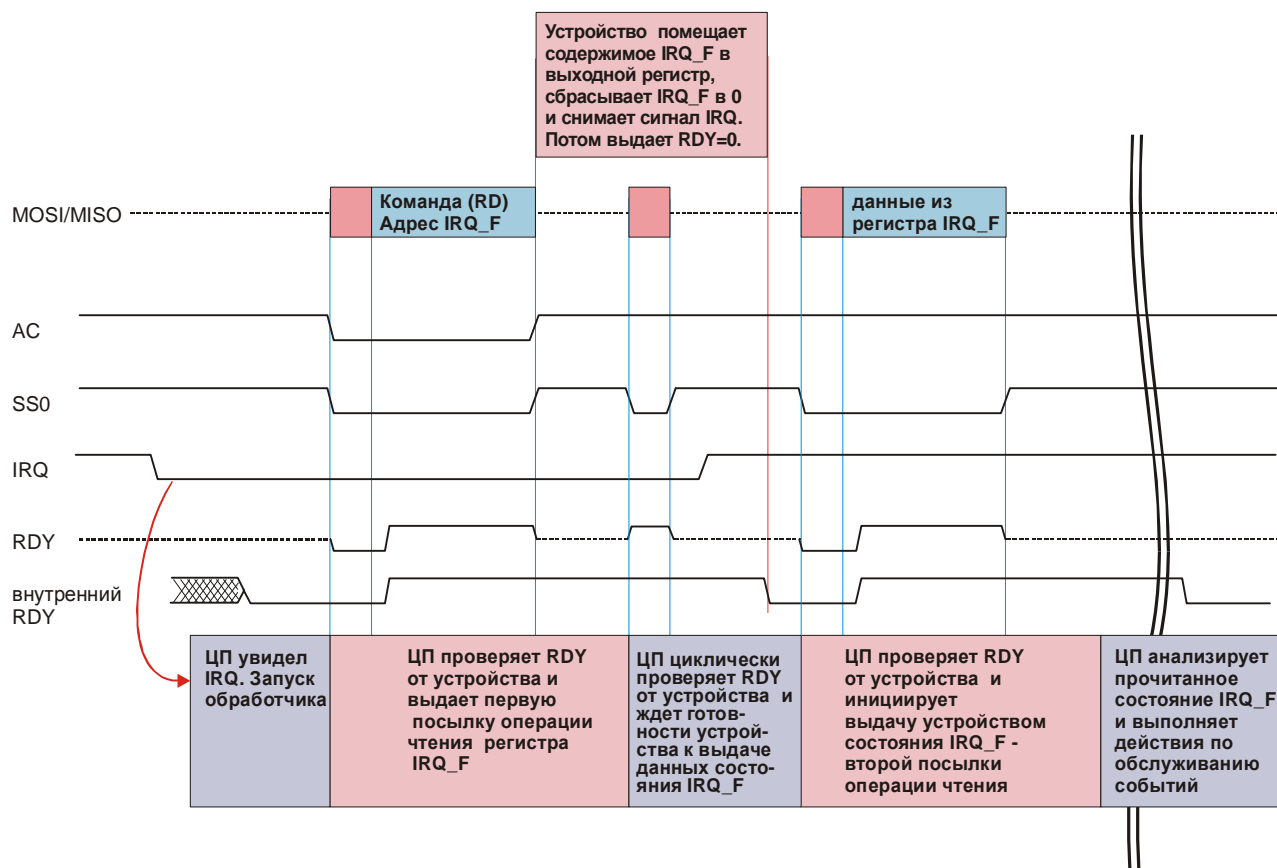 Устройство помещает
содержимое IRQ_F в
выходной регистр,
сбрасывает IRQ_F в 0
и снимает сигнал IRQ.
Потом выдает RDY=0.
MOSI/MISO
Команда (RD)
Адрес IRQ_F
данные из
регистра IRQ_F
AC
SS0
IRQ
RDY
внутренний
RDY
ЦП увидел
IRQ. Запуск
обработчика
ЦП проверяет RDY
от устройства и
выдает первую
посылку операции
чтения регистра
IRQ_F
ЦП циклически
проверяет RDY
от устройства и
ждет готов-
ности устрой-
ства к выдаче
данных состо-
яния IRQ_F
ЦП проверяет RDY
от устройства и
инициирует
выдачу устройством
состояния IRQ_F -
второй посылки
операции чтения
ЦП анализирует
прочитанное
состояние IRQ_F
и выполняет
действия по
обслуживанию
событий